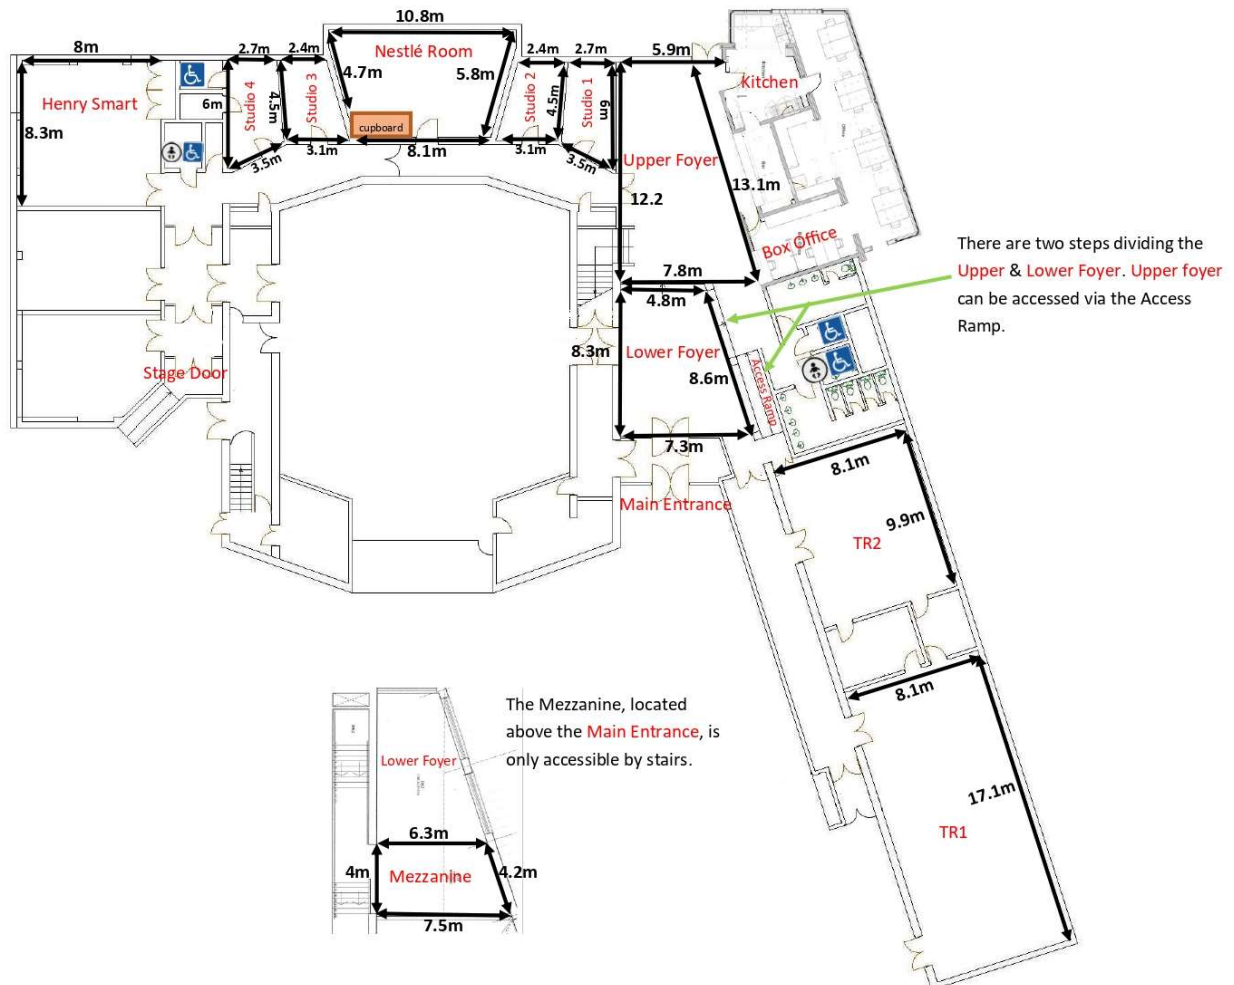 10.8m
8m
2.7m
2.4m
Nestlé Room
2.4m
2.7m
5.9m
Henry Smart
8.3m
6m
Studio 4
4.5m
Studio 3
4.7m
5.8m
Studio 2
4.5m
Studio 1
6m
Kitchen
cupboard
3.5m
3.1m
8.1m
3.1m
3.5m
Upper Foyer
13.1m
12.2
Box Office
There are two steps dividing the
Upper & Lower Foyer. Upper foyer
can be accessed via the Access
Ramp.
7.8m
4.8m
8.3m
Lower Foyer
8.6m
Access Ramp
Stage Door
7.3m
8.1m
Main Entrance
9.9m
TR2
8.1m
17.1m
TR1
The Mezzanine, located
above the Main Entrance, is
only accessible by stairs.
Lower Foyer
6.3m
4m
Mezzanine
4.2m
7.5m